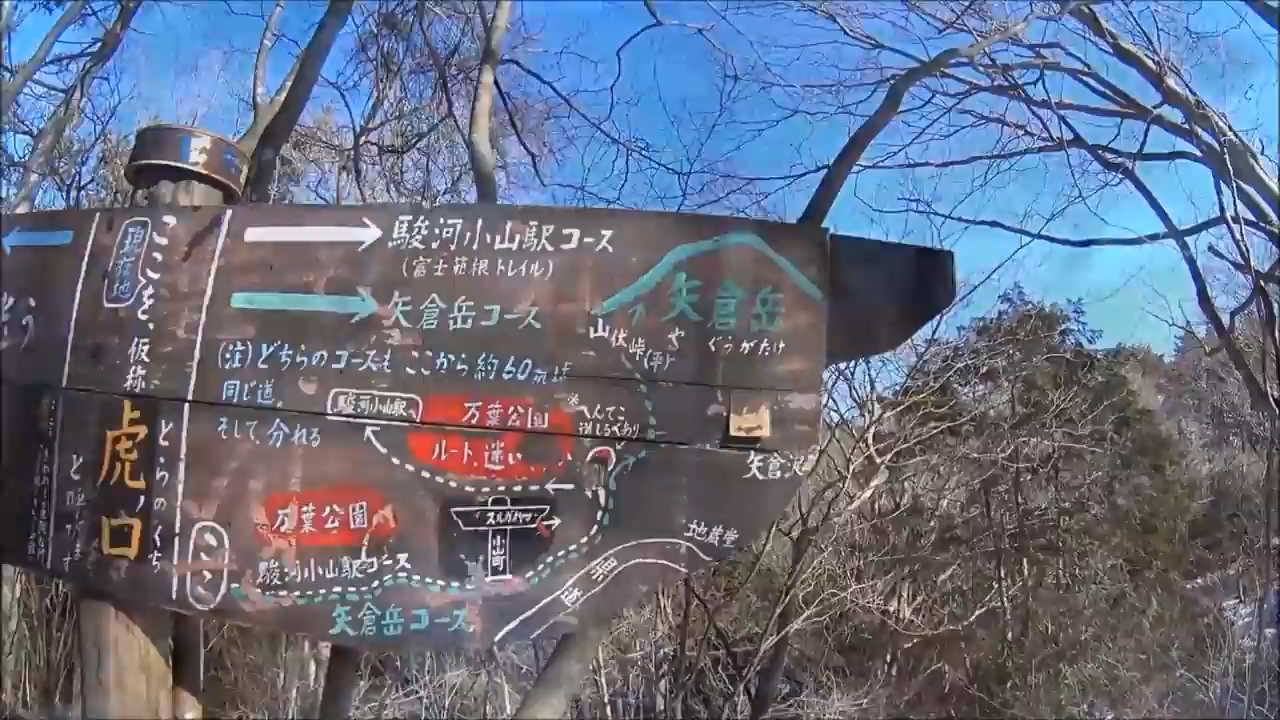 駿河小山駅コース
(富士箱根トレイル)
矢倉岳コース
(注)どちらのコースも ここから約60
同じ道。
そして、分れる
ここを、仮称
虎ノ口
とらのくち
矢倉岳
や
ぐらがたけ
山伏峠
駿河小山駅
万葉公園
ルート、迷い
※へんてこ
矢倉沢
万葉公園
駿河小山駅コース
ここ
小山町
地蔵堂
矢倉岳コース